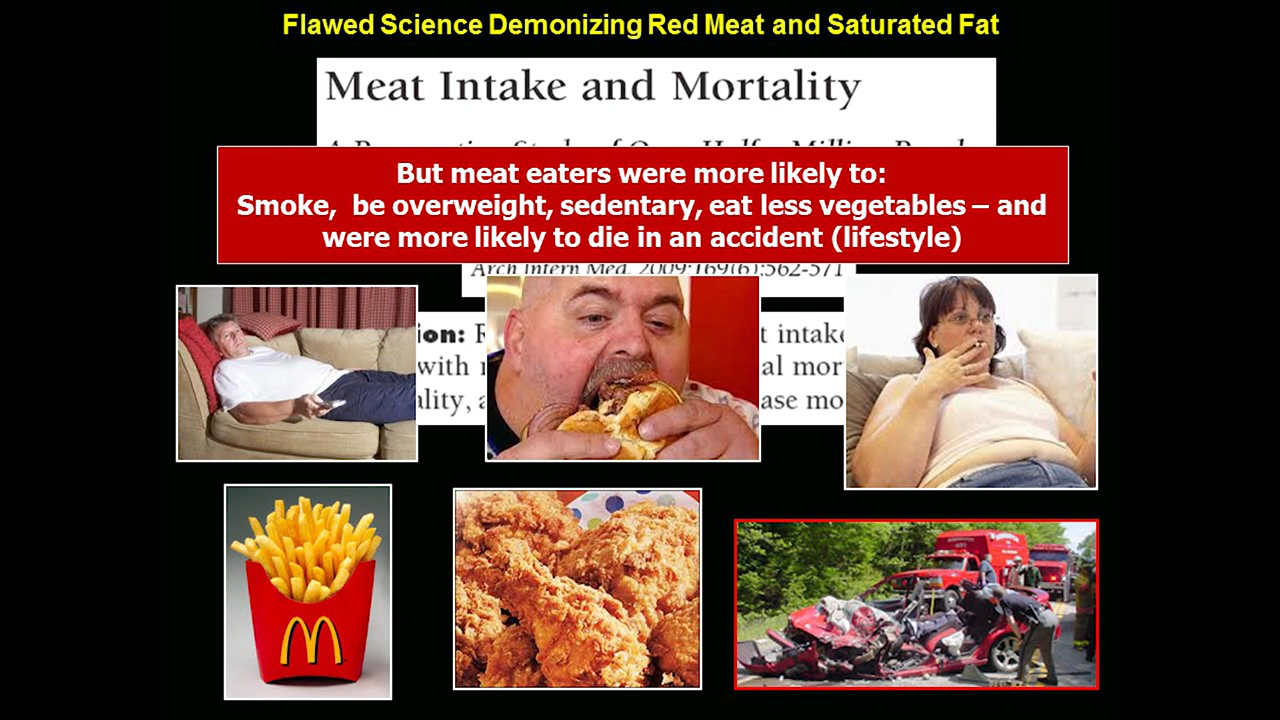 Flawed Science Demonizing Red Meat and Saturated Fat
Meat Intake and Mortality
But meat eaters were more likely to:
Smoke, be overweight, sedentary, eat less vegetables – and
were more likely to die in an accident (lifestyle)
Arch Intern Med. 2009;169(6):562-571
ion: R t intake
with al mor
ality, a ase mo